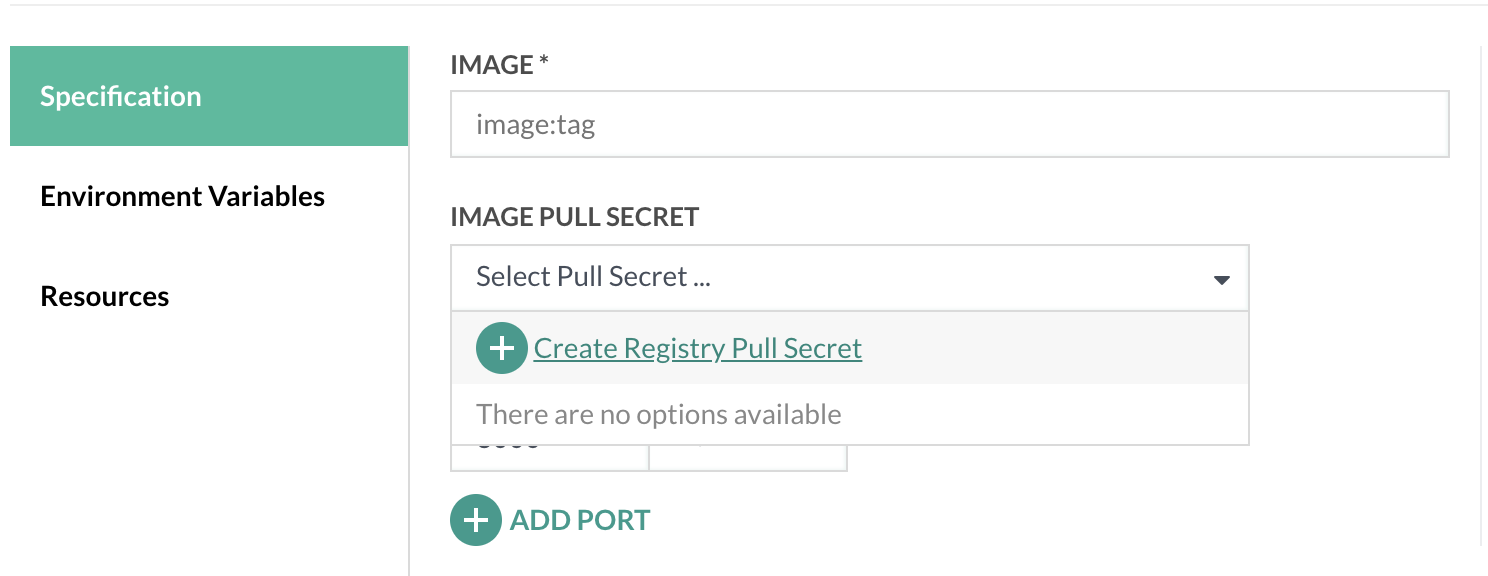 Specification
Environment Variables
Resources
IMAGE *
image:tag
IMAGE PULL SECRET
Select Pull Secret ...
Create Registry Pull Secret
There are no options available
ADD PORT